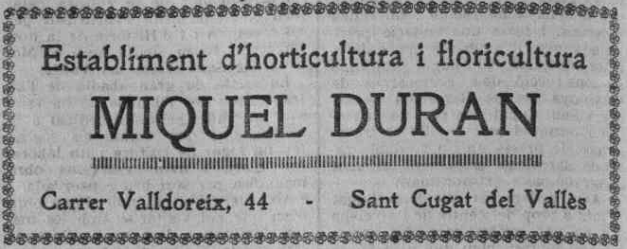 Establiment d'horticultura i floricultura
MIQUEL DURAN
Carrer Valldoreix, 44 - Sant Cugat del Vallès